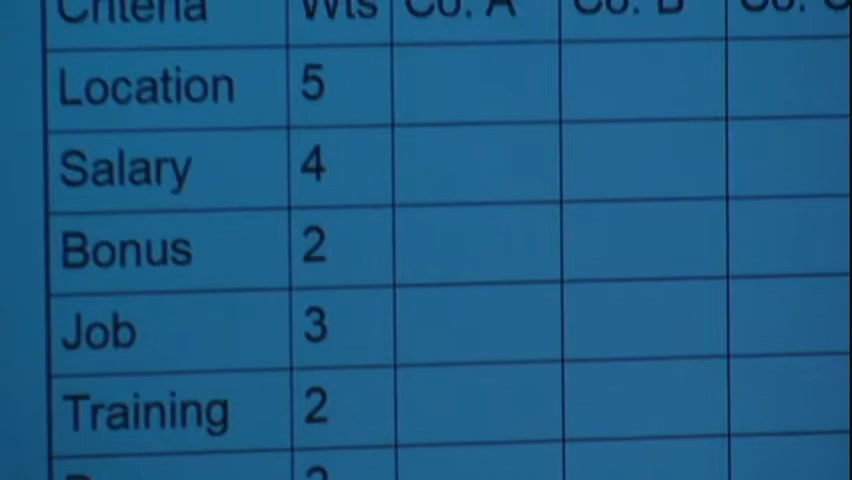 Criteria Wts Co. A Co. B Co. C
Location 5
Salary 4
Bonus 2
Job 3
Training 2